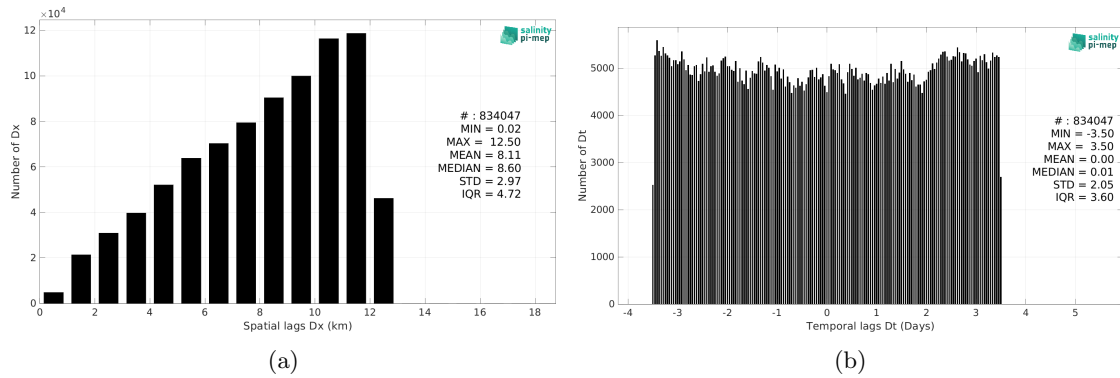 ×10⁴
12
10
8
6
4
2
0
Number of Dx
0 2 4 6 8 10 12 14 16 18
Spatial lags Dx (km)
salinity
pi-mep
# : 834047
MIN = 0.02
MAX = 12.50
MEAN = 8.11
MEDIAN = 8.60
STD = 2.97
IQR = 4.72
(a)
5000
4000
3000
2000
1000
0
Number of Dt
-4 -3 -2 -1 0 1 2 3 4 5
Temporal lags Dt (Days)
salinity
pi-mep
# : 834047
MIN = -3.50
MAX = 3.50
MEAN = 0.00
MEDIAN = 0.01
STD = 2.05
IQR = 3.60
(b)